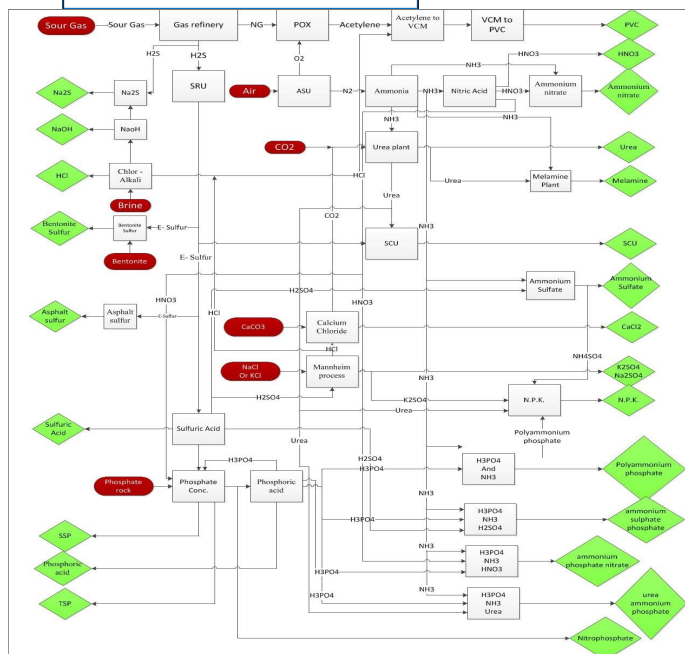 Sour Gas
Sour Gas
Gas refinery
NG
POX
Acetylene
Acetylene to
VCM
VCM to
PVC
PVC
H2S
H2S
O2
NH3
HNO3
HNO3
Na2S
Na2S
SRU
Air
ASU
N2
Ammonia
NH3
Nitric Acid
HNO3
Ammonium
nitrate
Ammonium
nitrate
NaOH
NaoH
NH3
NH3
CO2
Urea plant
Urea
HCl
Chlor -
Alkali
HCl
Urea
Urea
Melamine
Plant
Melamine
Brine
CO2
Bentonite
Sulfur
Bentonite
Sulfur
E- Sulfur
NH3
Bentonite
E- Sulfur
SCU
SCU
HNO3
H2SO4
Ammonium
Sulfate
Ammonium
Sulfate
HNO3
HCl
Asphalt
sulfur
Asphalt
sulfur
E-Sulfur
CaCO3
Calcium
Chloride
CaCl2
HCl
NH4SO4
NaCl
Or KCl
Mannheim
process
NH3
K2SO4
Na2SO4
H2SO4
K2SO4
Urea
N.P.K.
N.P.K.
Sulfuric
Acid
Sulfuric Acid
Polyammonium
phosphate
Urea
H2SO4
H3PO4
H3PO4
H3PO4
And
NH3
Polyammonium
phosphate
Phosphate
rock
Phosphate
Conc.
Phosphoric
acid
NH3
H3PO4
H3PO4
NH3
H2SO4
ammonium
sulphate
phosphate
SSP
NH3
H3PO4
H3PO4
NH3
HNO3
ammonium
phosphate nitrate
Phosphoric
acid
NH3
H3PO4
H3PO4
NH3
Urea
urea
ammonium
phosphate
TSP
Nitrophosphate